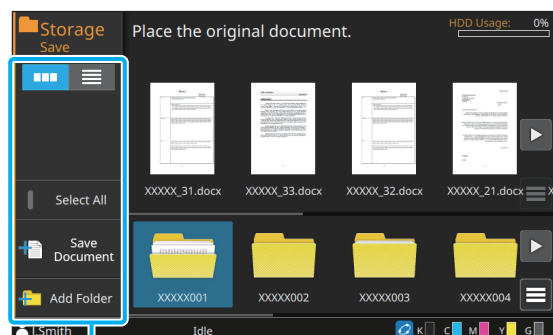 Storage
Save
Place the original document.
HDD Usage: 0%
Select All
Save
Document
Add Folder
XXXXX_31.docx
XXXXX_33.docx
XXXXX_32.docx
XXXXX_21.docx
X
XXXXX001
XXXXX002
XXXXX003
XXXXX004
J.Smith
Idle
K C M Y G